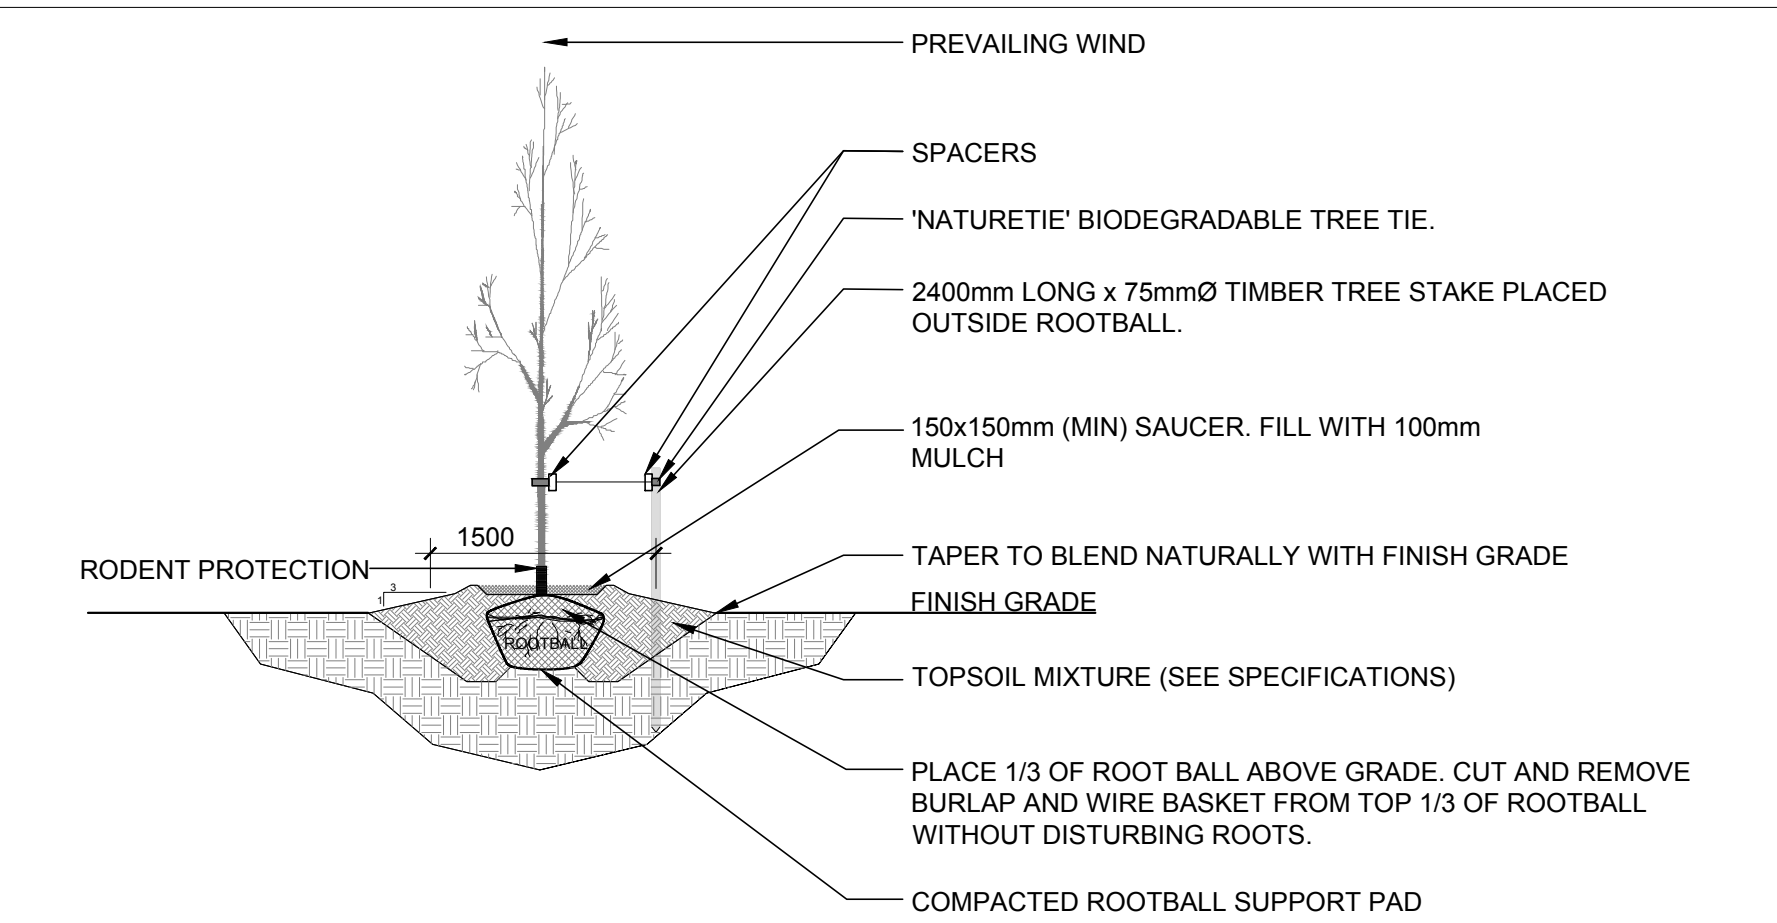 PREVAILING WIND
SPACERS
'NATURETIE' BIODEGRADABLE TREE TIE.
2400mm LONG x 75mmØ TIMBER TREE STAKE PLACED
OUTSIDE ROOTBALL.
150x150mm (MIN) SAUCER. FILL WITH 100mm
MULCH
1500
RODENT PROTECTION
3
1
TAPER TO BLEND NATURALLY WITH FINISH GRADE
FINISH GRADE
ROOTBALL
TOPSOIL MIXTURE (SEE SPECIFICATIONS)
PLACE 1/3 OF ROOT BALL ABOVE GRADE. CUT AND REMOVE
BURLAP AND WIRE BASKET FROM TOP 1/3 OF ROOTBALL
WITHOUT DISTURBING ROOTS.
COMPACTED ROOTBALL SUPPORT PAD